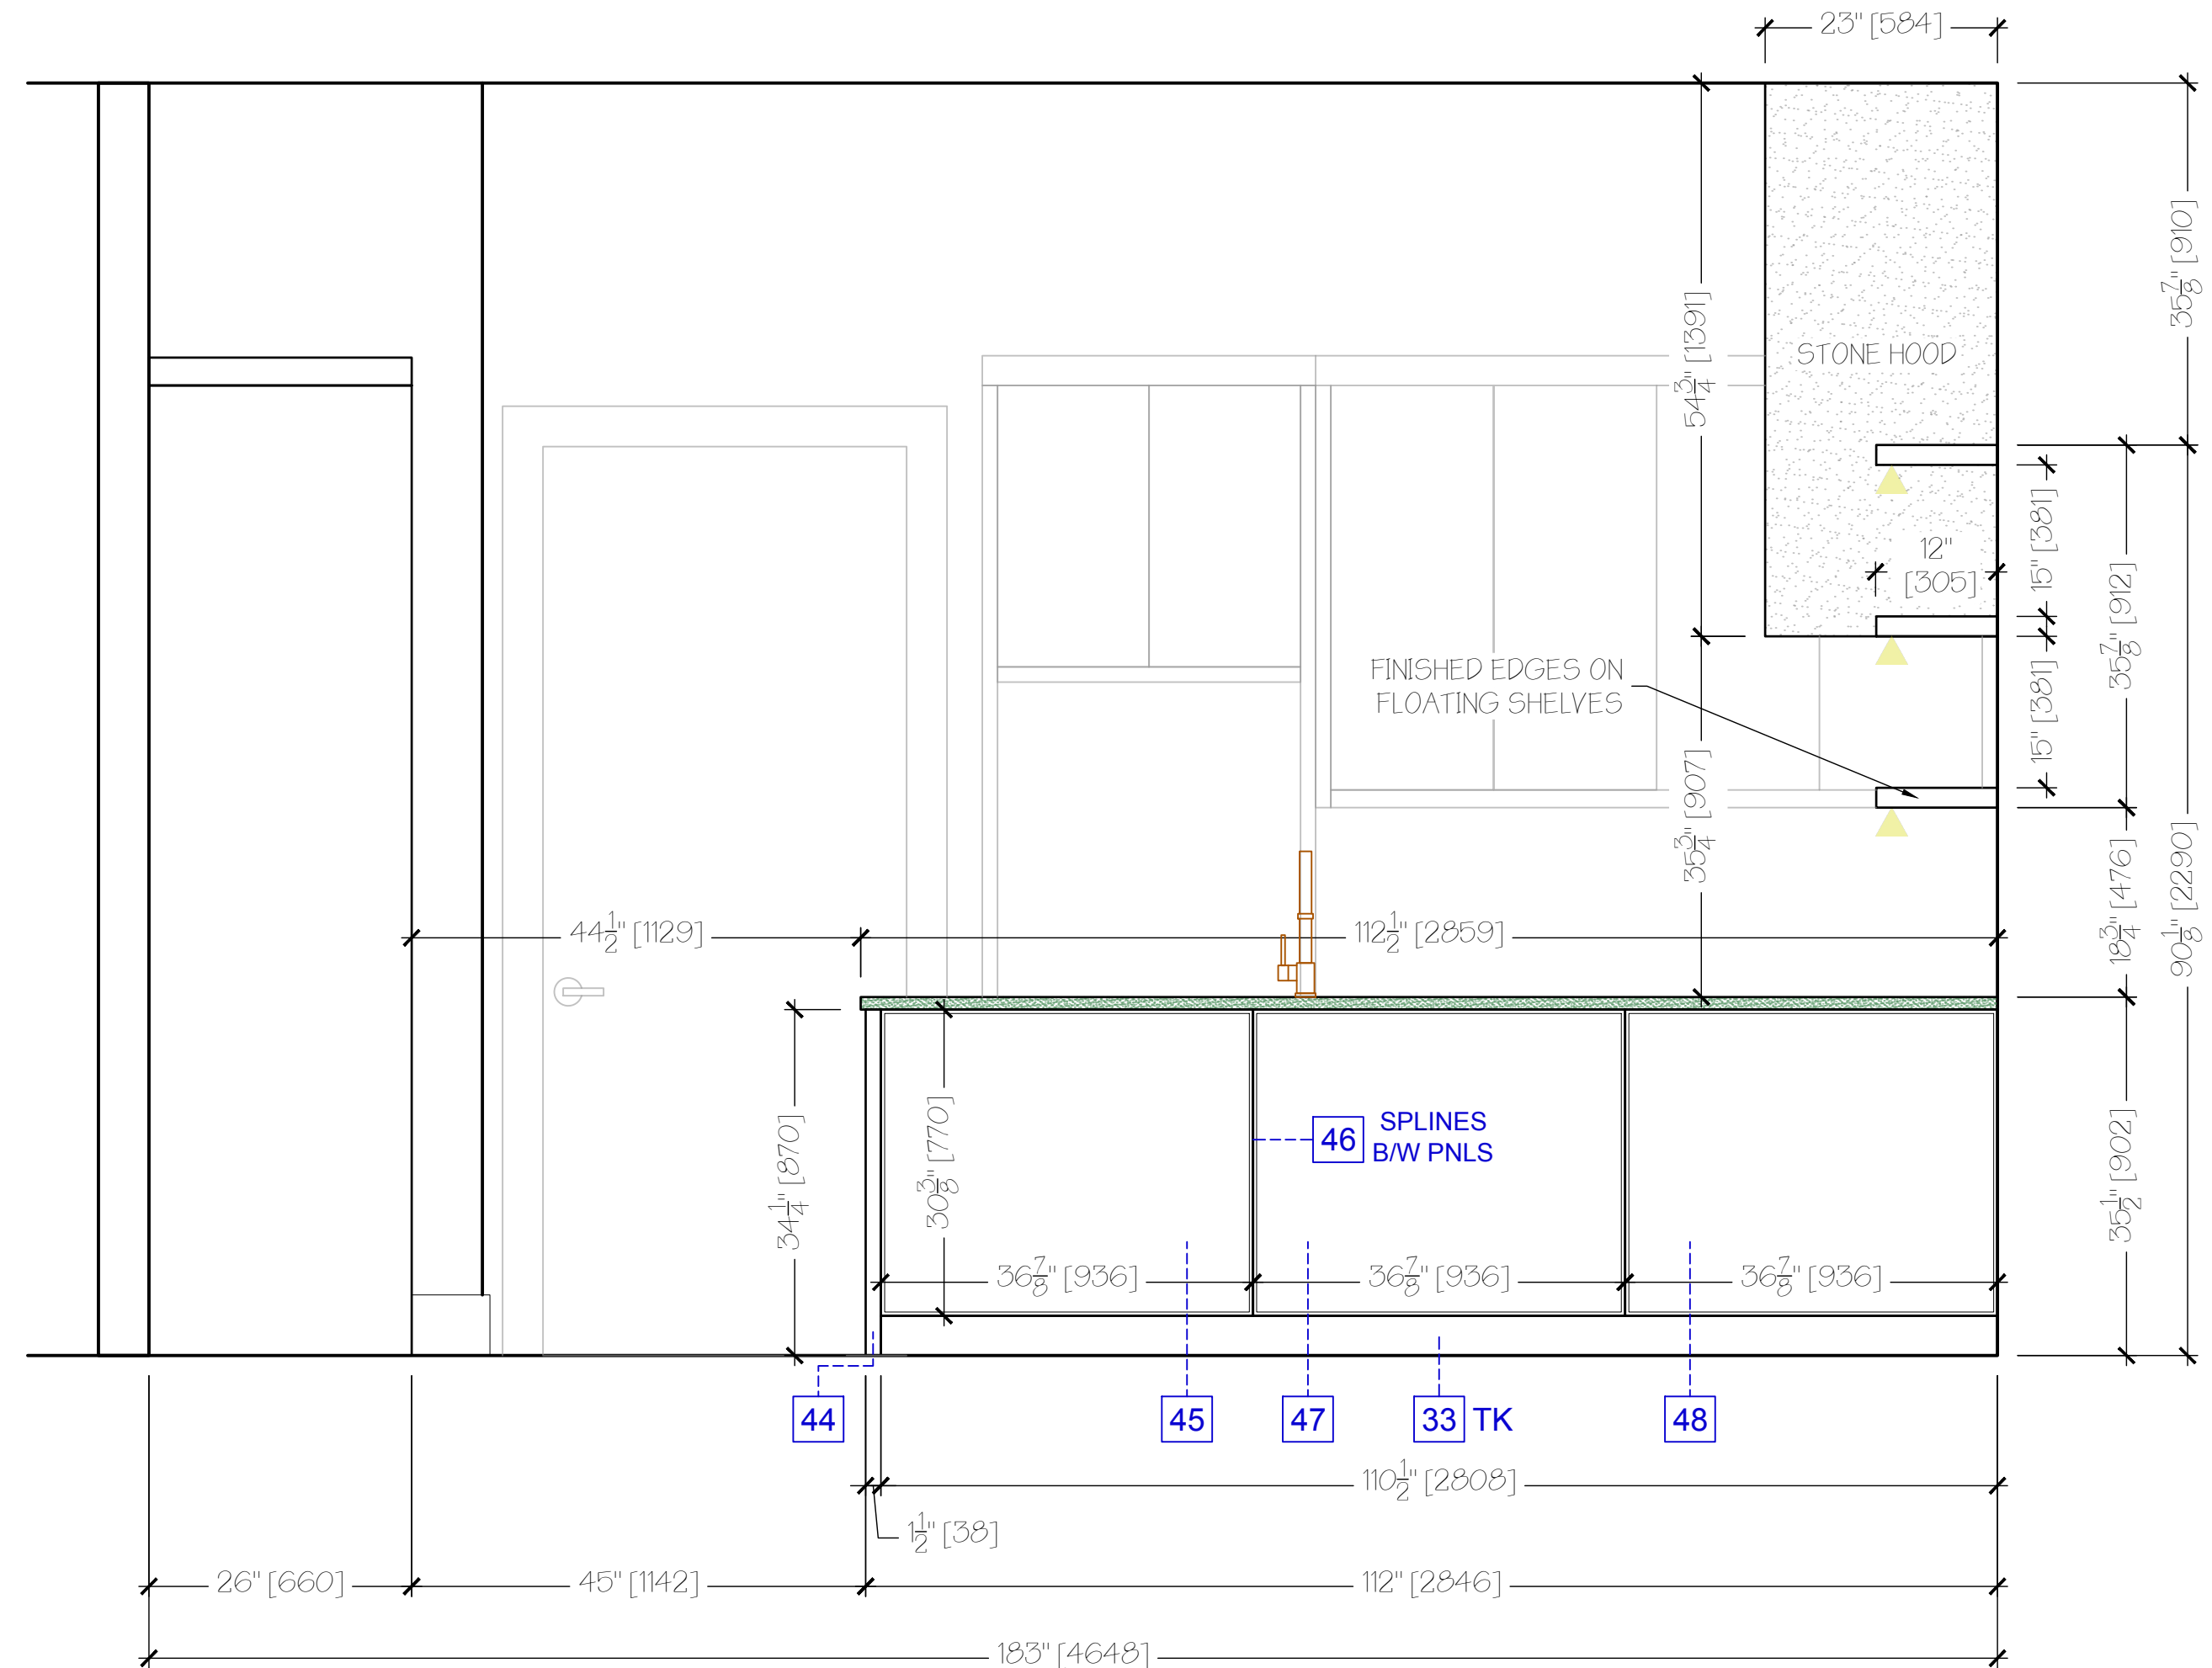 23" [584]
35 7/8" [910]
54 3/4" [1391]
STONE HOOD
15" [381]
12"
[305]
35 7/8" [912]
15" [381]
FINISHED EDGES ON
FLOATING SHELVES
35 3/4" [907]
18 3/4" [476]
90 1/8" [2290]
44 1/2" [1129]
112 1/2" [2859]
34 1/4" [870]
30 3/8" [770]
46
SPLINES
B/W PNLS
35 1/2" [902]
36 7/8" [936]
36 7/8" [936]
36 7/8" [936]
44
45
47
33 TK
48
110 1/2" [2808]
1 1/2" [38]
26" [660]
45" [1142]
112" [2846]
183" [4648]